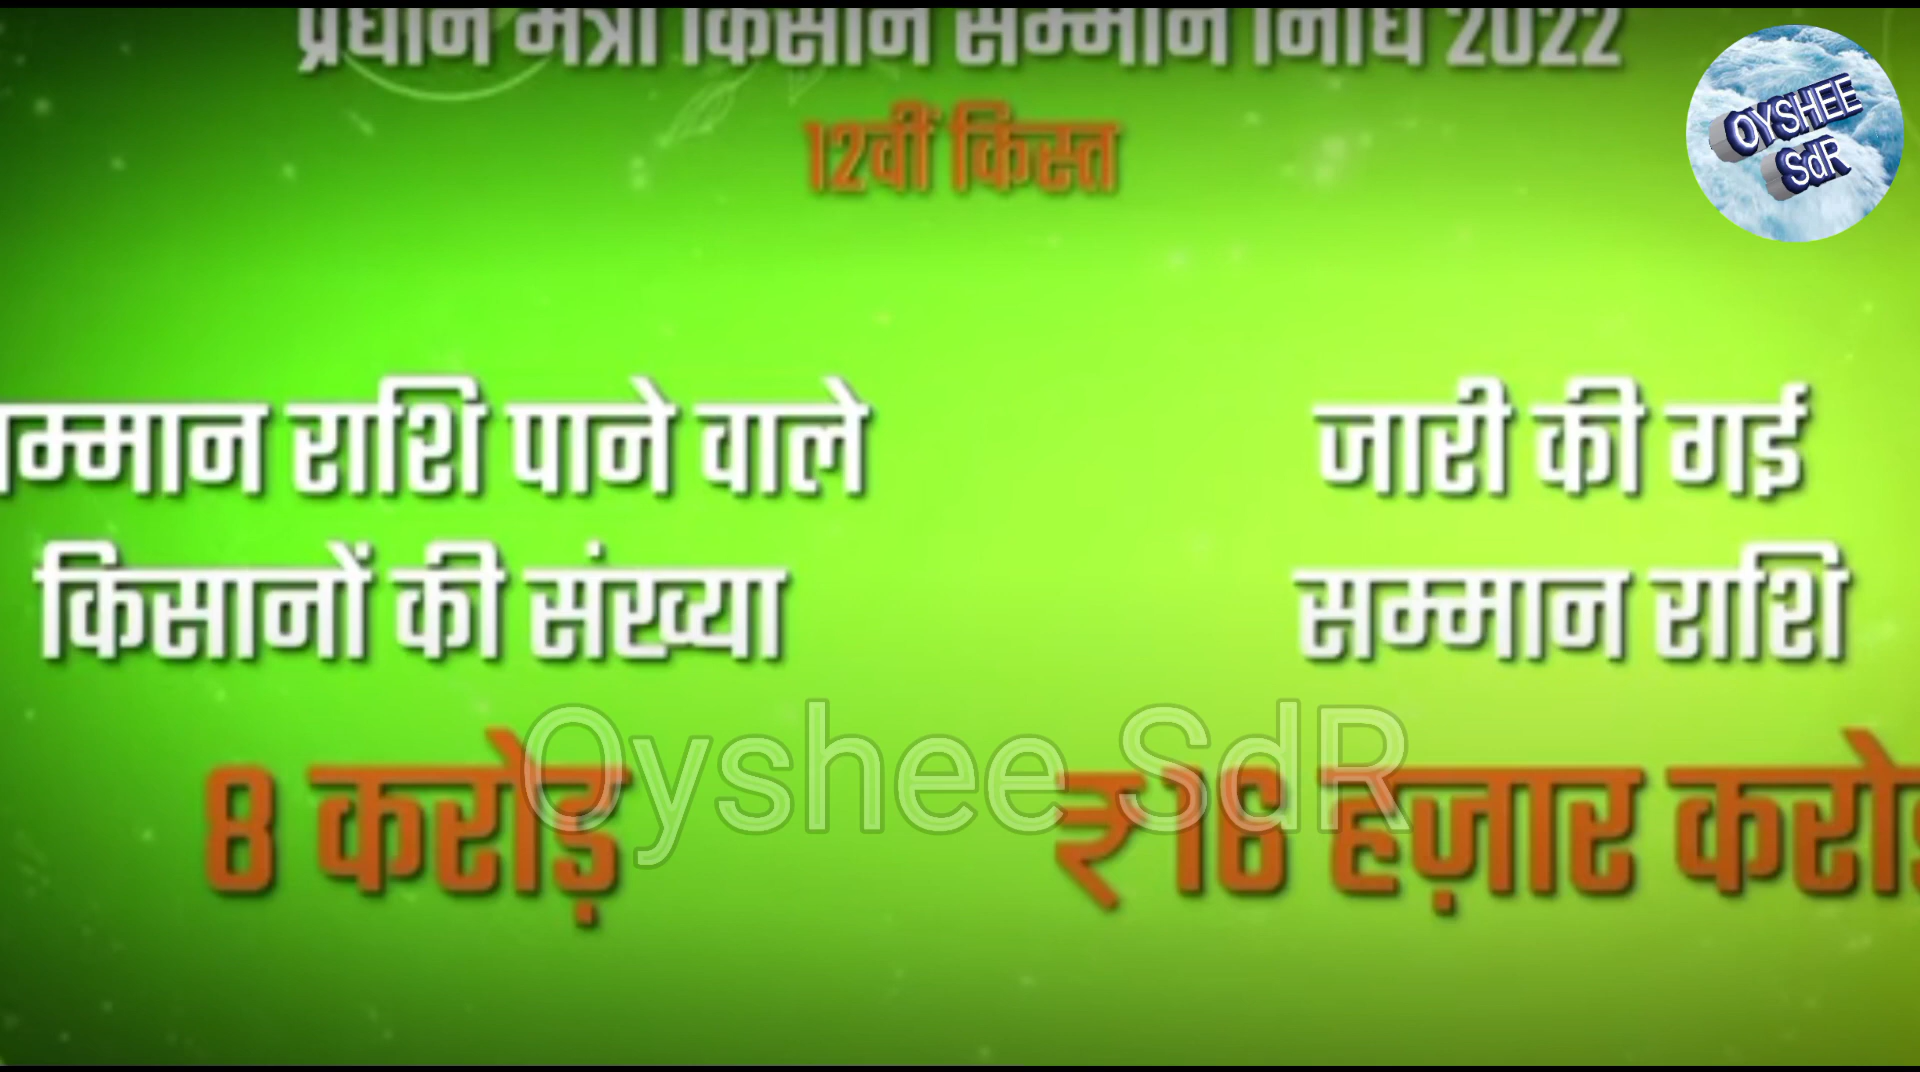 प्रधान मंत्री किसान सम्मान निधि 2022
12वीं किस्त
OYSHEE
SdR
सम्मान राशि पाने वाले
किसानों की संख्या
8 करोड़
जारी की गई
सम्मान राशि
₹16 हज़ार करोड़
Oyshee SdR